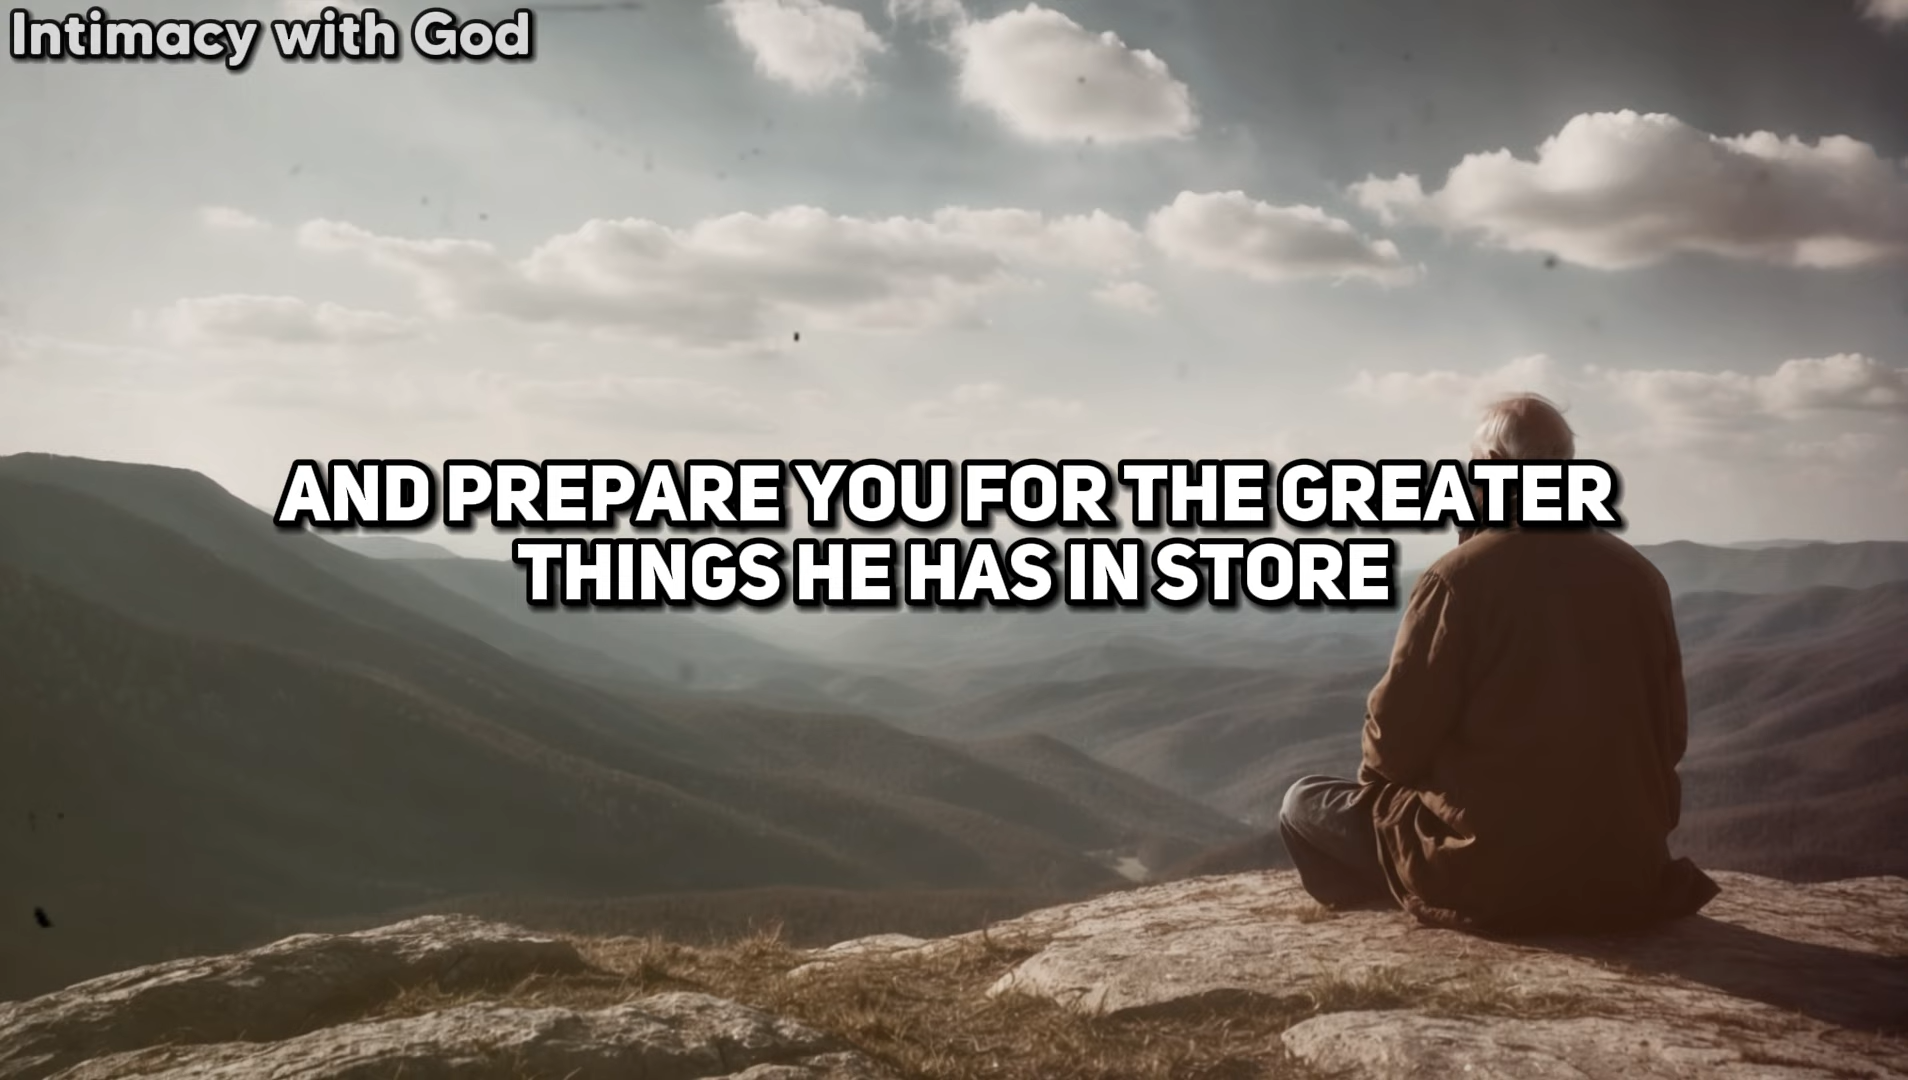 Intimacy with God
AND PREPARE YOU FOR THE GREATER
THINGS HE HAS IN STORE